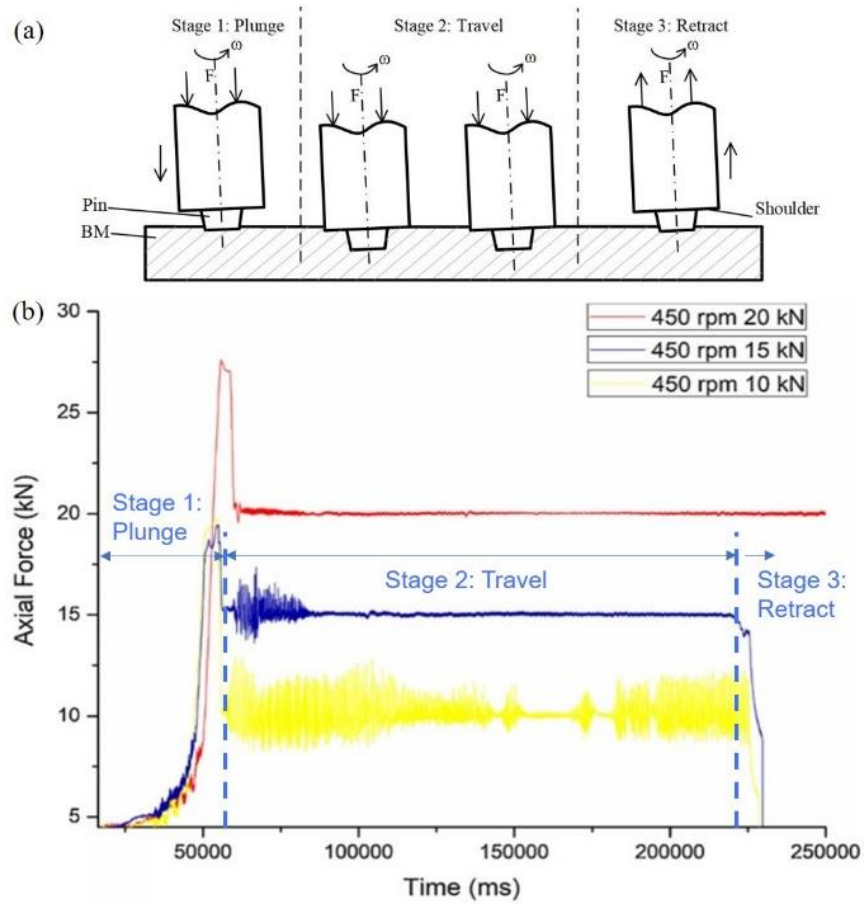 (a)
Stage 1: Plunge
Stage 2: Travel
Stage 3: Retract
ω
ω
ω
ω
F
F
F
F
Pin
BM
Shoulder
(b)
30
25
20
15
10
5
Axial Force (kN)
450 rpm 20 kN
450 rpm 15 kN
450 rpm 10 kN
Stage 1:
Plunge
Stage 2: Travel
Stage 3:
Retract
50000
100000
150000
200000
250000
Time (ms)